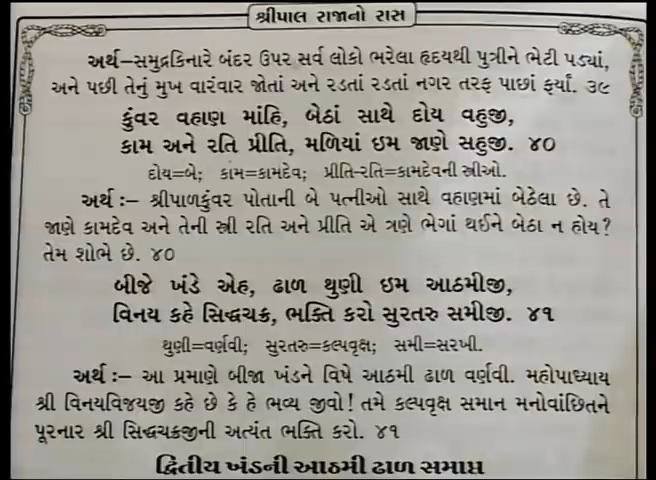 શ્રીપાલ રાજાનો રાસ
અર્થ–સમુદ્રકિનારે બંદર ઉપર સર્વ લોકો ભરેલા હૃદયથી પુત્રીને ભેટી પડ્યાં,
અને પછી તેનું મુખ વારંવાર જોતાં અને રડતાં રડતાં નગર તરફ પાછાં ફર્યાં. ૩૯
કુંવર વહાણ માંહિ, બેઠાં સાથે દોય વહુજી,
કામ અને રતિ પ્રીતિ, મળિયાં ઇમ જાણે સહુજી. ૪૦
દોય=બે; કામ=કામદેવ; પ્રીતિ-રતિ=કામદેવની સ્ત્રીઓ.
અર્થ :– શ્રીપાળકુંવર પોતાની બે પત્નીઓ સાથે વહાણમાં બેઠેલા છે. તે
જાણે કામદેવ અને તેની સ્ત્રી રતિ અને પ્રીતિ એ ત્રણે ભેગાં થઈને બેઠા ન હોય?
તેમ શોભે છે. ૪૦
બીજે ખંડે એહ, ઢાળ થુણી ઇમ આઠમીજી,
વિનય કહે સિદ્ધચક્ર, ભક્તિ કરો સુરતરુ સમીજી. ૪૧
થુણી=વર્ણવી; સુરતરુ=કલ્પવૃક્ષ; સમી=સરખી.
અર્થ :– આ પ્રમાણે બીજા ખંડને વિષે આઠમી ઢાળ વર્ણવી. મહોપાધ્યાય
શ્રી વિનયવિજયજી કહે છે કે હે ભવ્ય જીવો! તમે કલ્પવૃક્ષ સમાન મનોવાંછિતને
પૂરનાર શ્રી સિદ્ધચક્રજીની અત્યંત ભક્તિ કરો. ૪૧
દ્વિતીય ખંડની આઠમી ઢાળ સમાપ્ત